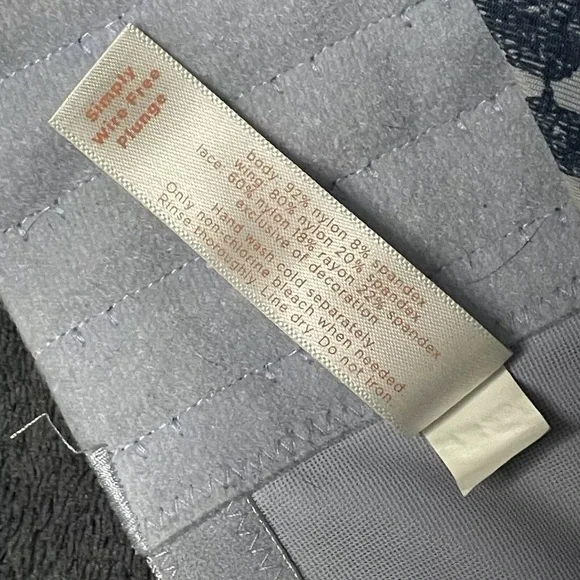 Simply
Wire Free
Plunge
body: 92% nylon 8% spandex
wing: 80% nylon 20% spandex
lace: 60% nylon 18% rayon 22% spandex
exclusive of decoration
Hand wash cold separately
Only non-chlorine bleach when needed
Rinse thoroughly. Line dry. Do not Iron.